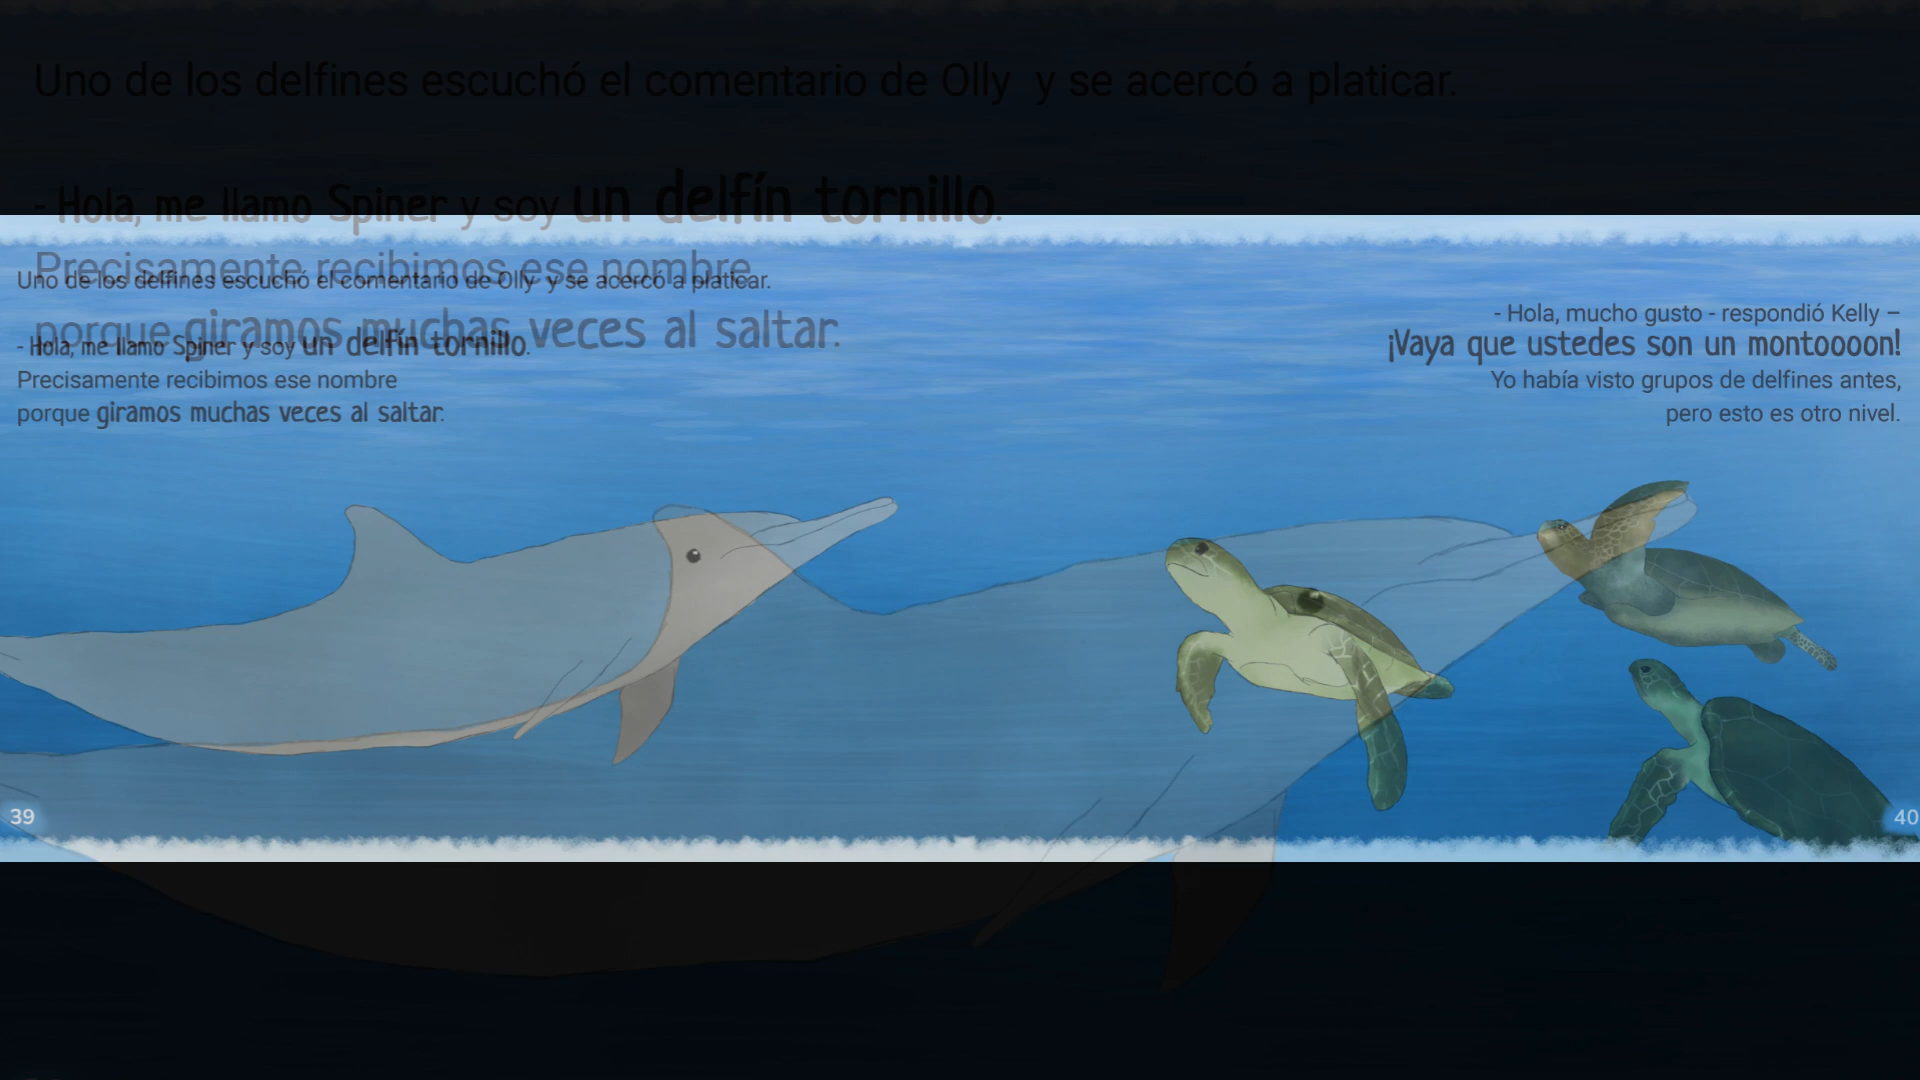 Uno de los delfines escuchó el comentario de Olly y se acercó a platicar.
- Hola, me llamo Spiner y soy un delfín tornillo.
Precisamente recibimos ese nombre
porque giramos muchas veces al saltar.
Uno de los delfines escuchó el comentario de Olly y se acercó a platicar.
- Hola, me llamo Spiner y soy un delfín tornillo.
Precisamente recibimos ese nombre
porque giramos muchas veces al saltar.
- Hola, mucho gusto - respondió Kelly –
¡Vaya que ustedes son un montoooon!
Yo había visto grupos de delfines antes,
pero esto es otro nivel.
39
40